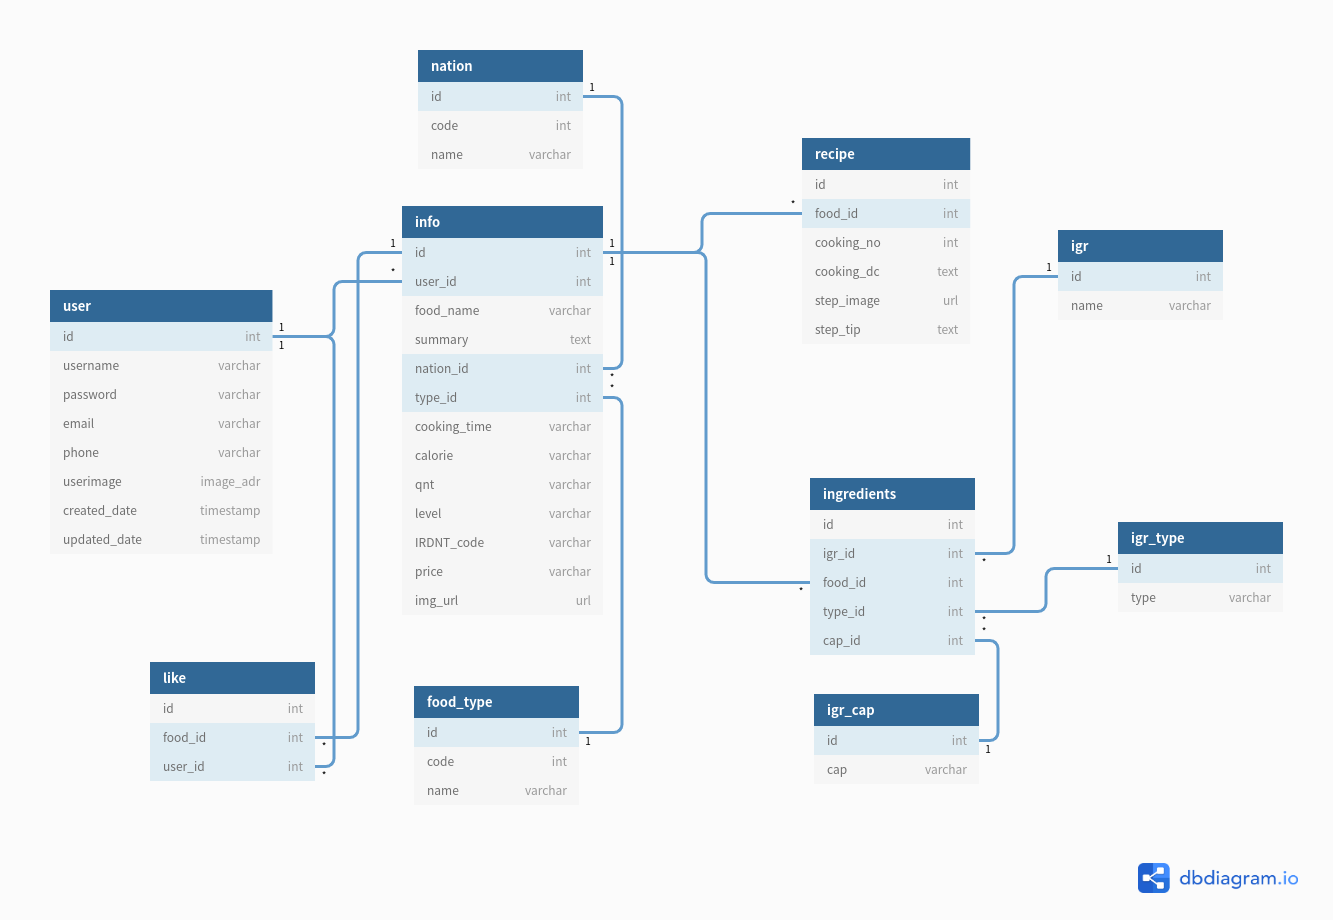 nation
id int
code int
name varchar
1
info
id int
user_id int
food_name varchar
summary text
nation_id int
type_id int
cooking_time varchar
calorie varchar
qnt varchar
level varchar
IRDNT_code varchar
price varchar
img_url url
1
*
1
1
*
*
user
id int
username varchar
password varchar
email varchar
phone varchar
userimage image_adr
created_date timestamp
updated_date timestamp
1
1
like
id int
food_id int
user_id int
*
*
food_type
id int
code int
name varchar
1
recipe
id int
food_id int
cooking_no int
cooking_dc text
step_image url
step_tip text
*
igr
id int
name varchar
1
ingredients
id int
igr_id int
food_id int
type_id int
cap_id int
*
*
*
*
igr_type
id int
type varchar
1
igr_cap
id int
cap varchar
1
dbdiagram.io